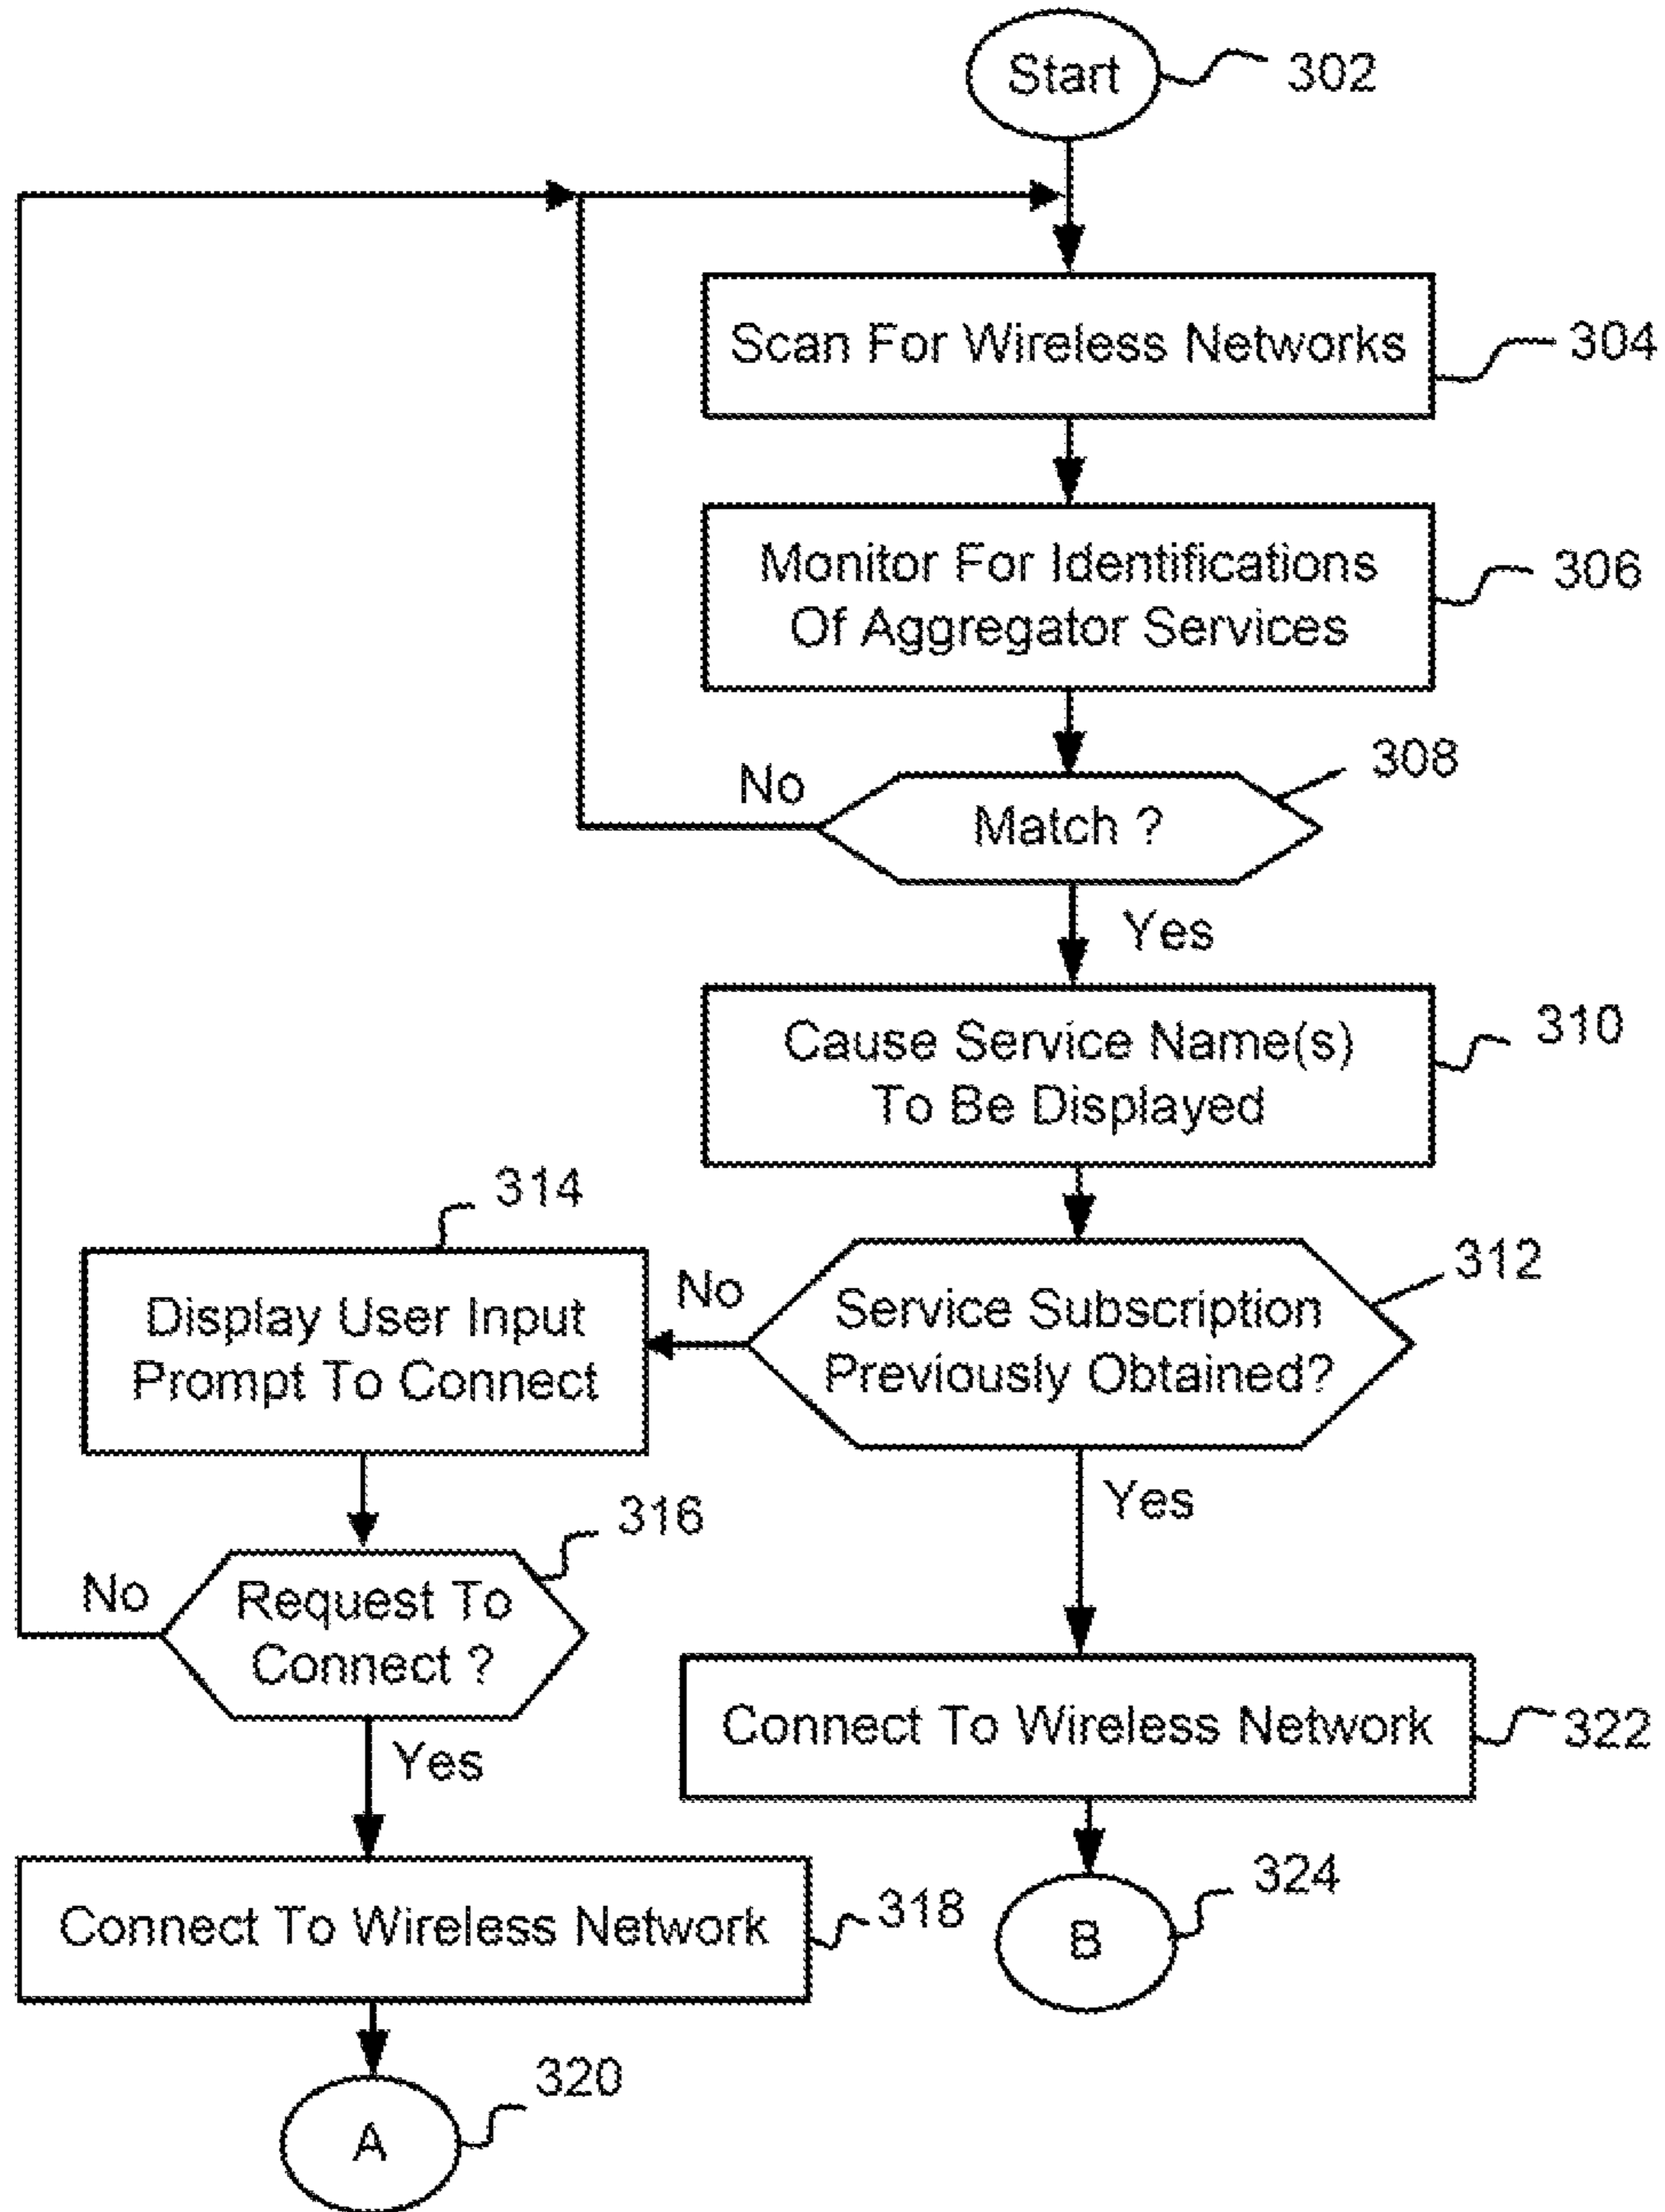 Start
302
Scan For Wireless Networks
304
Monitor For Identifications
Of Aggregator Services
306
308
No
Match ?
Yes
Cause Service Name(s)
To Be Displayed
310
314
312
No
Display User Input
Prompt To Connect
Service Subscription
Previously Obtained?
Yes
316
No
Request To
Connect ?
Yes
Connect To Wireless Network
322
324
Connect To Wireless Network
318
B
320
A